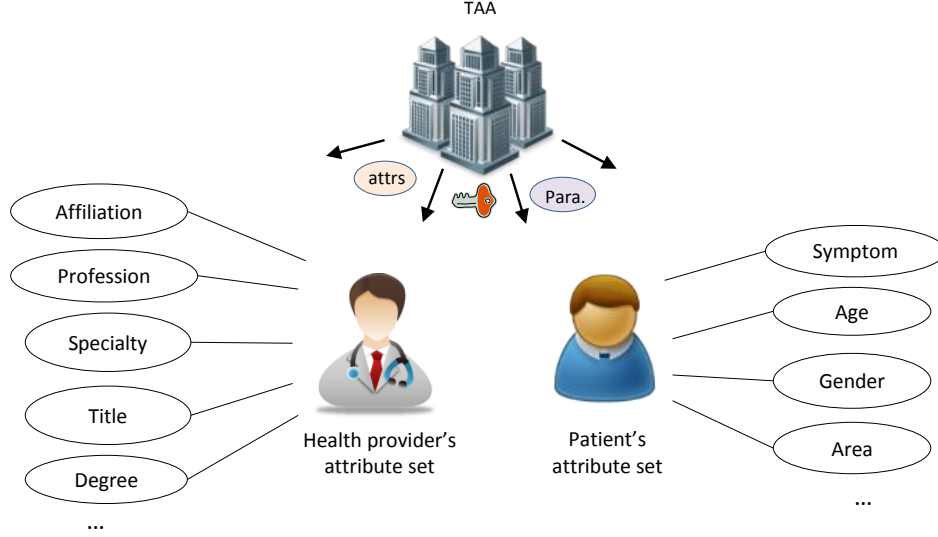 TAA
attrs
Para.
Affiliation
Profession
Specialty
Title
Degree
...
Health provider's
attribute set
Patient's
attribute set
Symptom
Age
Gender
Area
...